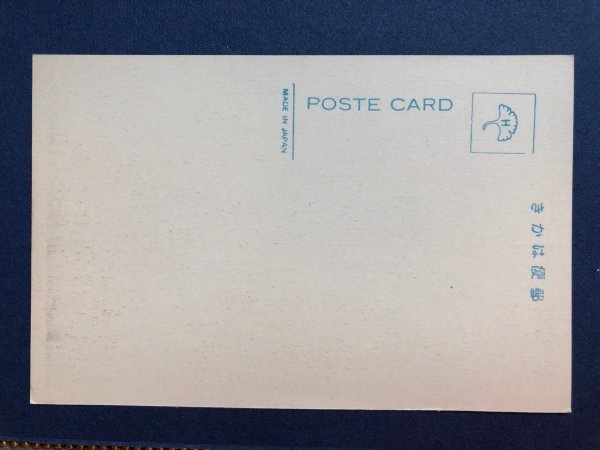 POSTE CARD
MADE IN JAPAN
H
郵便はかき